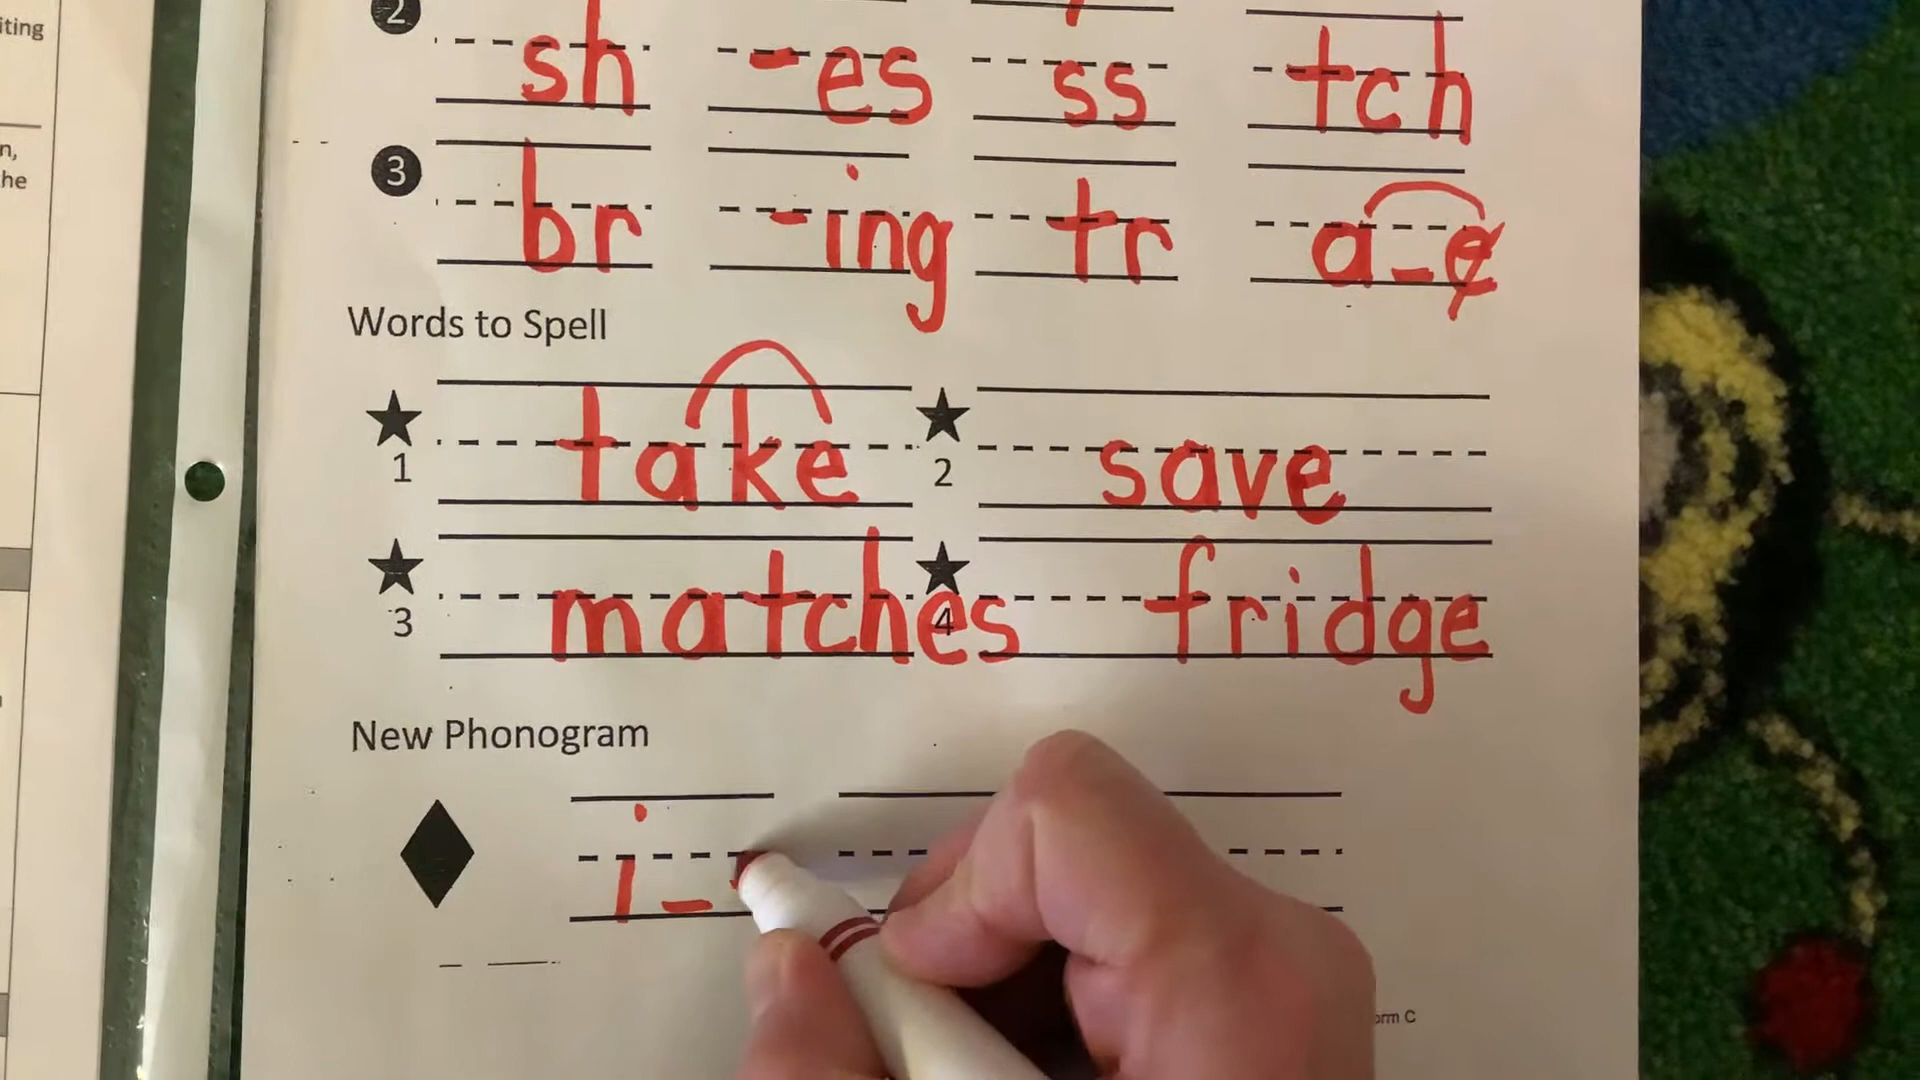 iting
n,
he
2 sh -es ss tch
3 br -ing tr a-e
Words to Spell
1 take 2 save
3 matches 4 fridge
New Phonogram
i-
orm C